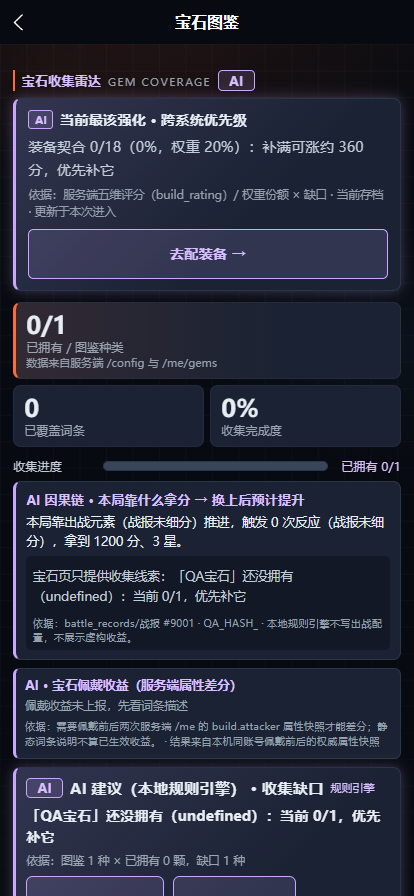 宝石图鉴
宝石收集雷达 GEM COVERAGE AI
AI 当前最该强化 • 跨系统优先级
装备契合 0/18（0%，权重 20%）：补满可涨约 360
分，优先补它
依据：服务端五维评分（build_rating）/ 权重份额 × 缺口 · 当前存档
· 更新于本次进入
去配装备 →
0/1
已拥有 / 图鉴种类
数据来自服务端 /config 与 /me/gems
0
已覆盖词条
0%
收集完成度
收集进度
已拥有 0/1
AI 因果链 • 本局靠什么拿分 → 换上后预计提升
本局靠出战元素（战报未细分）推进，触发 0 次反应（战报未细
分），拿到 1200 分、3 星。
宝石页只提供收集线索：「QA宝石」还没拥有
（undefined）：当前 0/1，优先补它
依据：battle_records/战报 #9001 · QA_HASH_ · 本地规则引擎不写出战配
置，不展示虚构收益。
AI • 宝石佩戴收益（服务端属性差分）
佩戴收益未上报，先看词条描述
依据：需要佩戴前后两次服务端 /me 的 build.attacker 属性快照才能差分；静
态词条说明不算已生效收益。 · 结果来自本机同账号佩戴前后的权威属性快照
AI AI 建议（本地规则引擎） • 收集缺口 规则引擎
「QA宝石」还没拥有（undefined）：当前 0/1，优先
补它
依据：图鉴 1 种 × 已拥有 0 颗，缺口 1 种